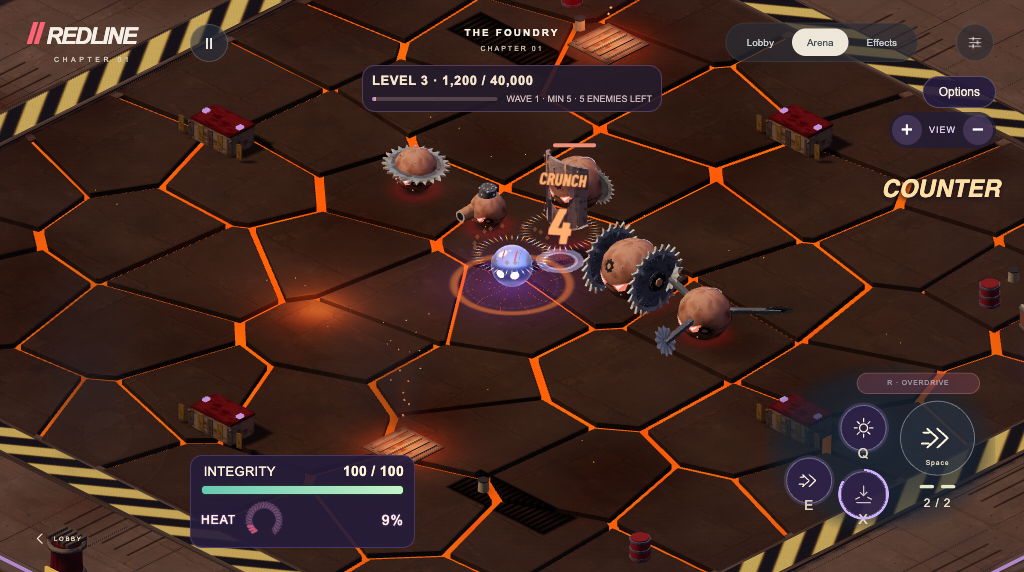 REDLINE
CHAPTER 01
THE FOUNDRY
CHAPTER 01
Lobby
Arena
Effects
LEVEL 3 · 1,200 / 40,000
WAVE 1 · MIN 5 · 5 ENEMIES LEFT
Options
+ VIEW −
COUNTER
CRUNCH
4
R · OVERDRIVE
Q
Space
E
X
2 / 2
INTEGRITY 100 / 100
HEAT 9%
LOBBY